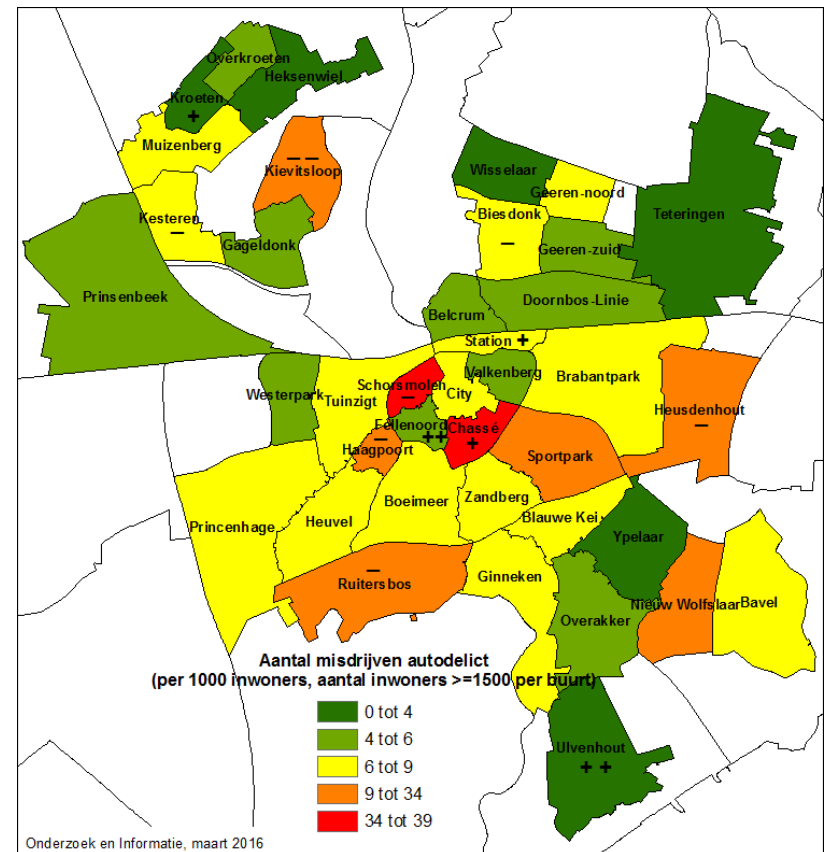 Overkroeten
Heksenwiel
Kroeten
+
Muizenberg
– –
Kievitsloop
Wisselaar
Geeren-noord
Teteringen
Kesteren
–
Biesdonk
–
Gageldonk
Geeren-zuid
Prinsenbeek
Doornbos-Linie
Belcrum
Station +
Valkenberg
Brabantpark
Schorsmolen
–
City
Westerpark
Tuinzigt
Heusdenhout
–
Fellenoord
++
Chassé
+
–
Haagpoort
Sportpark
Boeimeer
Zandberg
Princenhage
Heuvel
Blauwe Kei
Ypelaar
–
Ruitersbos
Ginneken
Nieuw Wolfslaar
Bavel
Overakker
Aantal misdrijven autodelict
(per 1000 inwoners, aantal inwoners >=1500 per buurt)
0 tot 4
4 tot 6
6 tot 9
9 tot 34
34 tot 39
Ulvenhout
+ +
Onderzoek en Informatie, maart 2016